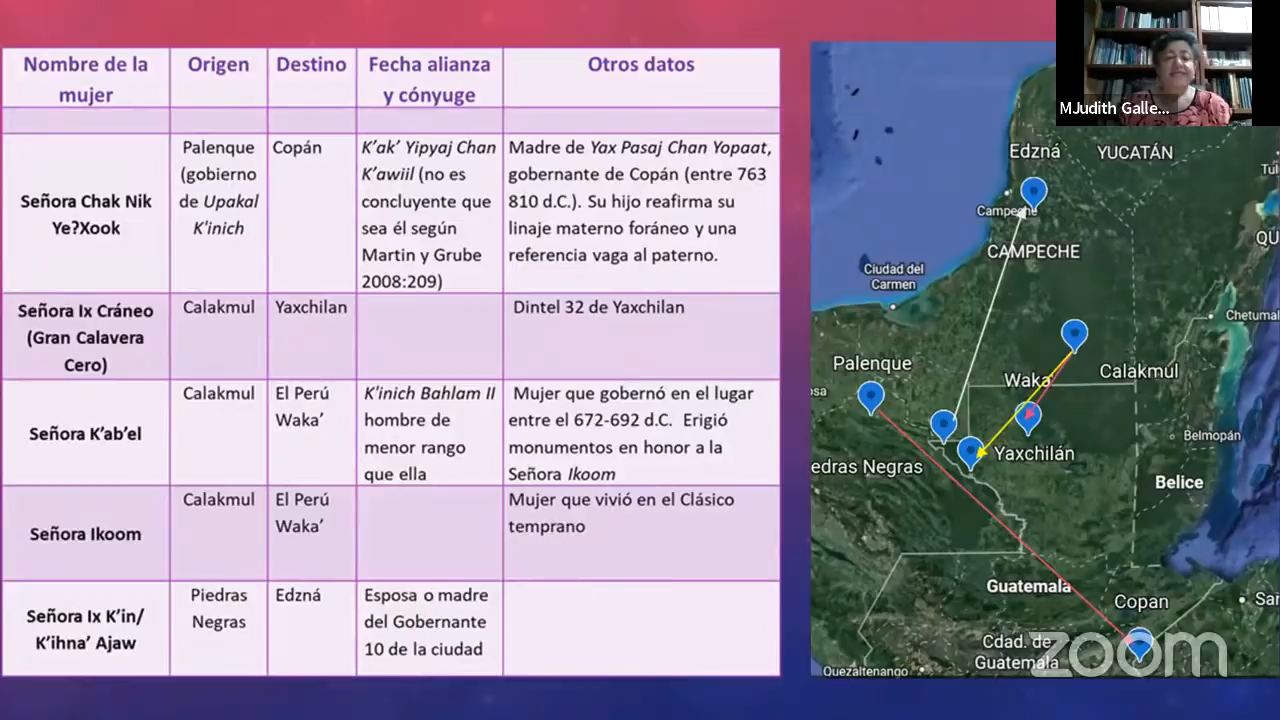 Nombre de la
mujer
Origen
Destino
Fecha alianza
y cónyuge
Otros datos
Señora Chak Nik
Ye?Xook
Palenque
(gobierno
de Upakal
K'inich
Copán
K'ak' Yipyaj Chan
K'awiil (no es
concluyente que
sea él según
Martin y Grube
2008:209)
Madre de Yax Pasaj Chan Yopaat,
gobernante de Copán (entre 763
810 d.C.). Su hijo reafirma su
linaje materno foráneo y una
referencia vaga al paterno.
Señora Ix Cráneo
(Gran Calavera
Cero)
Calakmul
Yaxchilan
Dintel 32 de Yaxchilan
Señora K'ab'el
Calakmul
El Perú
Waka'
K'inich Bahlam II
hombre de
menor rango
que ella
Mujer que gobernó en el lugar
entre el 672-692 d.C. Erigió
monumentos en honor a la
Señora Ikoom
Señora Ikoom
Calakmul
El Perú
Waka'
Mujer que vivió en el Clásico
temprano
Señora Ix K'in/
K'ihna' Ajaw
Piedras
Negras
Edzná
Esposa o madre
del Gobernante
10 de la ciudad
MJudith Galle...
Edzná
YUCATÁN
Tul
Campeche
QU
CAMPECHE
Ciudad del
Carmen
Chetumal
Palenque
Calakmul
Waka
osa
Belmopán
Yaxchilán
edras Negras
Belice
Guatemala
Copan
San
Cdad. de
Guatemala
Quezaltenango
zoom